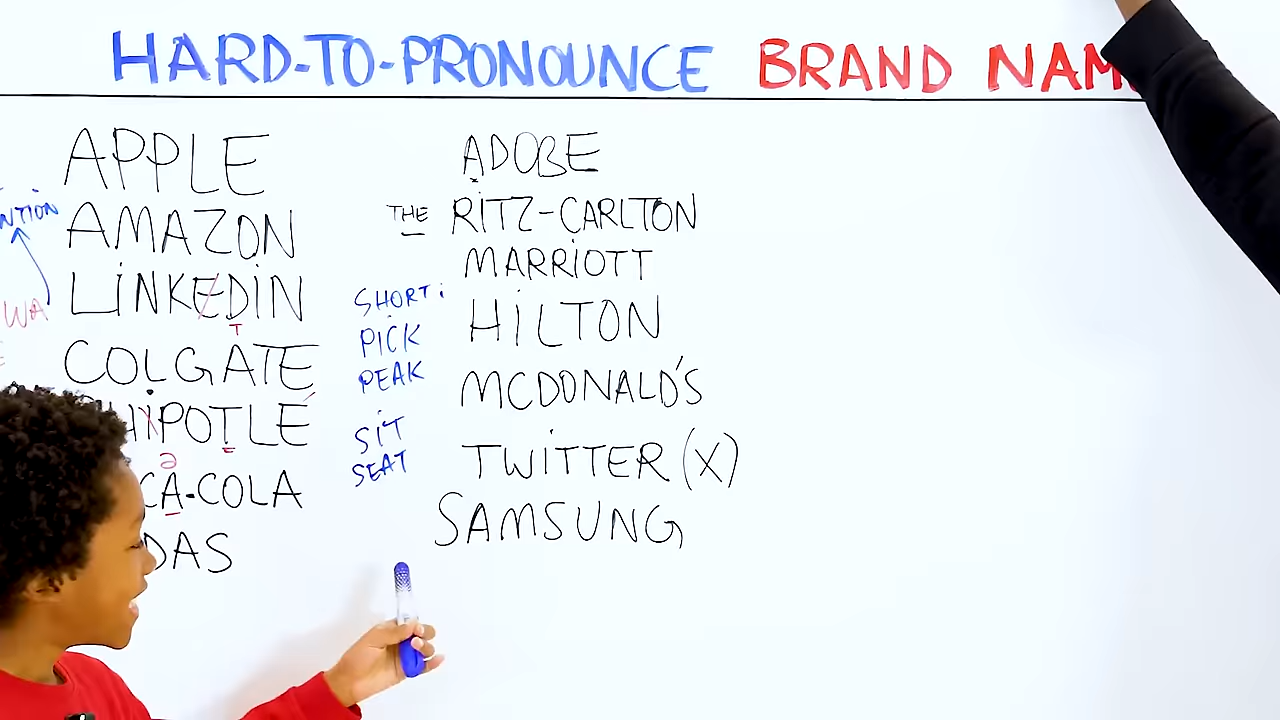 HARD-TO-PRONOUNCE BRAND
APPLE
AMAZON
LiNKEDiN
T
COLGATE
POTLE
ə
CA-COLA
DAS
ADOBE
THE RiTZ-CARLTON
MARRiOTT
SHORT i
HiLTON
PiCK
PEAK
MCDONALD'S
SiT
SEAT
TWiTTER (X)
SAMSUNG